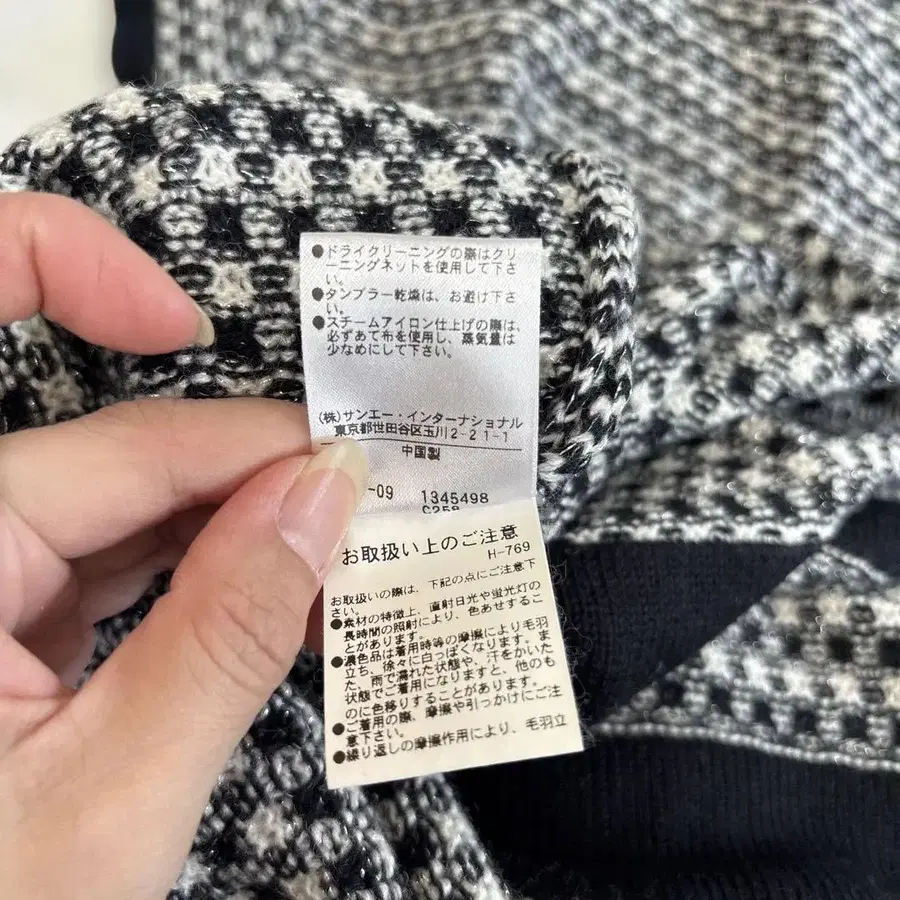 ●ドライクリーニングの際はクリ
ーニングネットを使用して下さ
い。
●タンブラー乾燥は、お避け下さ
い。
●スチームアイロン仕上げの際は、
必ずあて布を使用し、蒸気量は
少なめにして下さい。
(株)サンエー・インターナショナル
東京都世田谷区玉川2-21-1
中国製
-09 1345498
C258
お取扱い上のご注意
H-769
お取扱いの際は、下記の点にご注意下
さい。
●素材の特徴上、直射日光や蛍光灯の
長時間の照射により、色あせするこ
とがあります。
●濃色品は着用時等の摩擦により毛羽
立ち、徐々に白っぽくなります。ま
た、雨で濡れた状態や、汗をかいた
状態でご着用になりますと、他のも
のに色移りすることがあります。
●ご着用の際、摩擦や引っかけにご注
意下さい。
●繰り返しの摩擦作用により、毛羽立